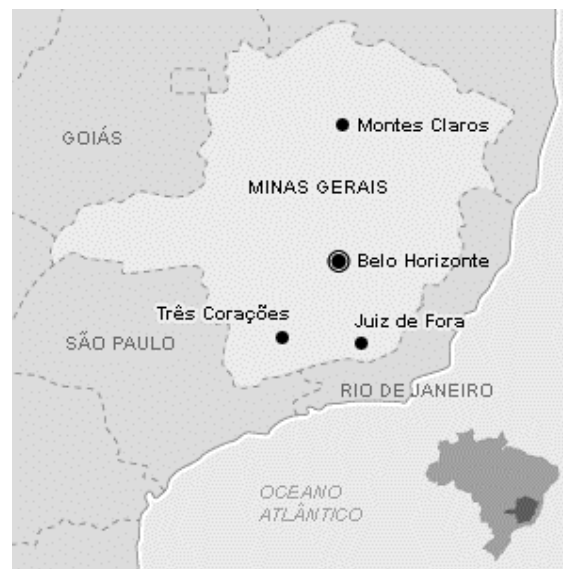 Montes Claros
GOIÁS
MINAS GERAIS
Belo Horizonte
Três Corações
Juiz de Fora
SÃO PAULO
RIO DE JANEIRO
OCEANO
ATLÂNTICO